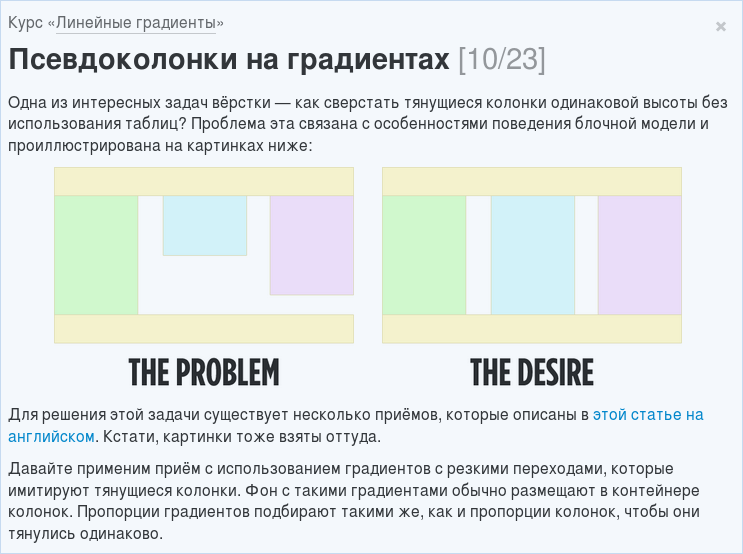 Курс «Линейные градиенты»
Псевдоколонки на градиентах [10/23]
Одна из интересных задач вёрстки — как сверстать тянущиеся колонки одинаковой высоты без
использования таблиц? Проблема эта связана с особенностями поведения блочной модели и
проиллюстрирована на картинках ниже:
THE PROBLEM
THE DESIRE
Для решения этой задачи существует несколько приёмов, которые описаны в этой статье на
английском. Кстати, картинки тоже взяты оттуда.
Давайте применим приём с использованием градиентов с резкими переходами, которые
имитируют тянущиеся колонки. Фон с такими градиентами обычно размещают в контейнере
колонок. Пропорции градиентов подбирают такими же, как и пропорции колонок, чтобы они
тянулись одинаково.